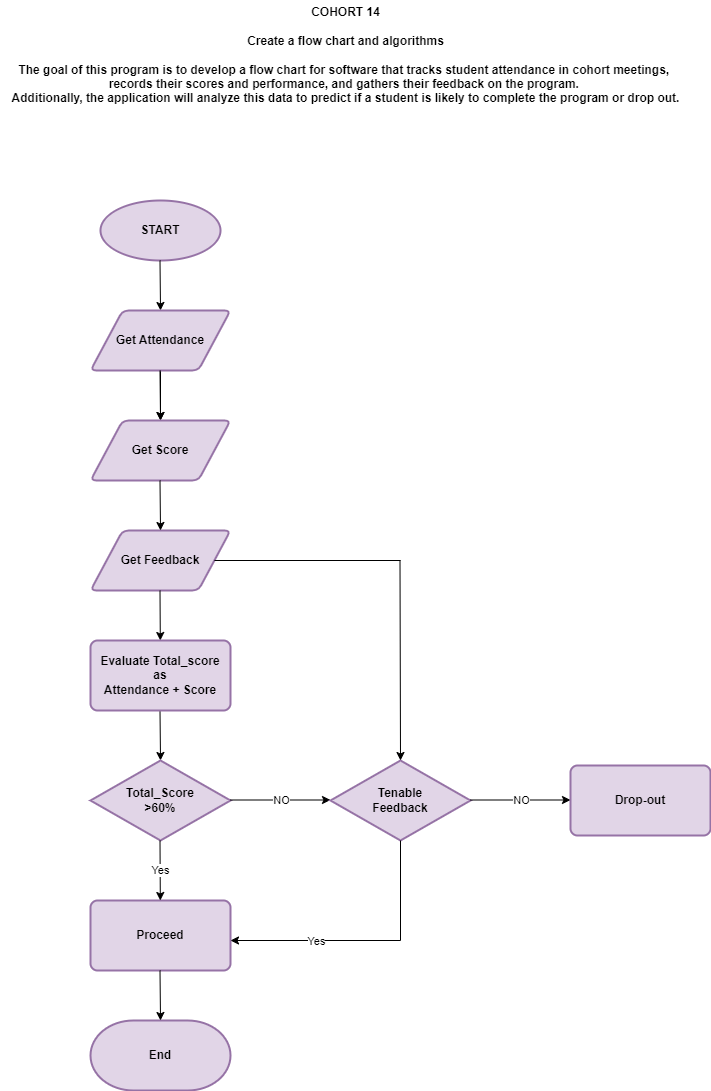 COHORT 14
Create a flow chart and algorithms
The goal of this program is to develop a flow chart for software that tracks student attendance in cohort meetings,
records their scores and performance, and gathers their feedback on the program.
Additionally, the application will analyze this data to predict if a student is likely to complete the program or drop out.
START
Get Attendance
Get Score
Get Feedback
Evaluate Total_score
as
Attendance + Score
Total_Score
>60%
NO
Tenable
Feedback
NO
Drop-out
Yes
Proceed
Yes
End